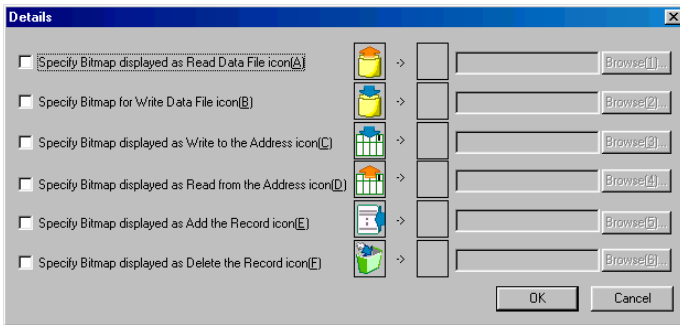 Details
Specify Bitmap displayed as Read Data File icon(A) -> Browse(1)...
Specify Bitmap for Write Data File icon(B) -> Browse(2)...
Specify Bitmap displayed as Write to the Address icon(C) -> Browse(3)...
Specify Bitmap displayed as Read from the Address icon(D) -> Browse(4)...
Specify Bitmap displayed as Add the Record icon(E) -> Browse(5)...
Specify Bitmap displayed as Delete the Record icon(F) -> Browse(6)...
OK Cancel